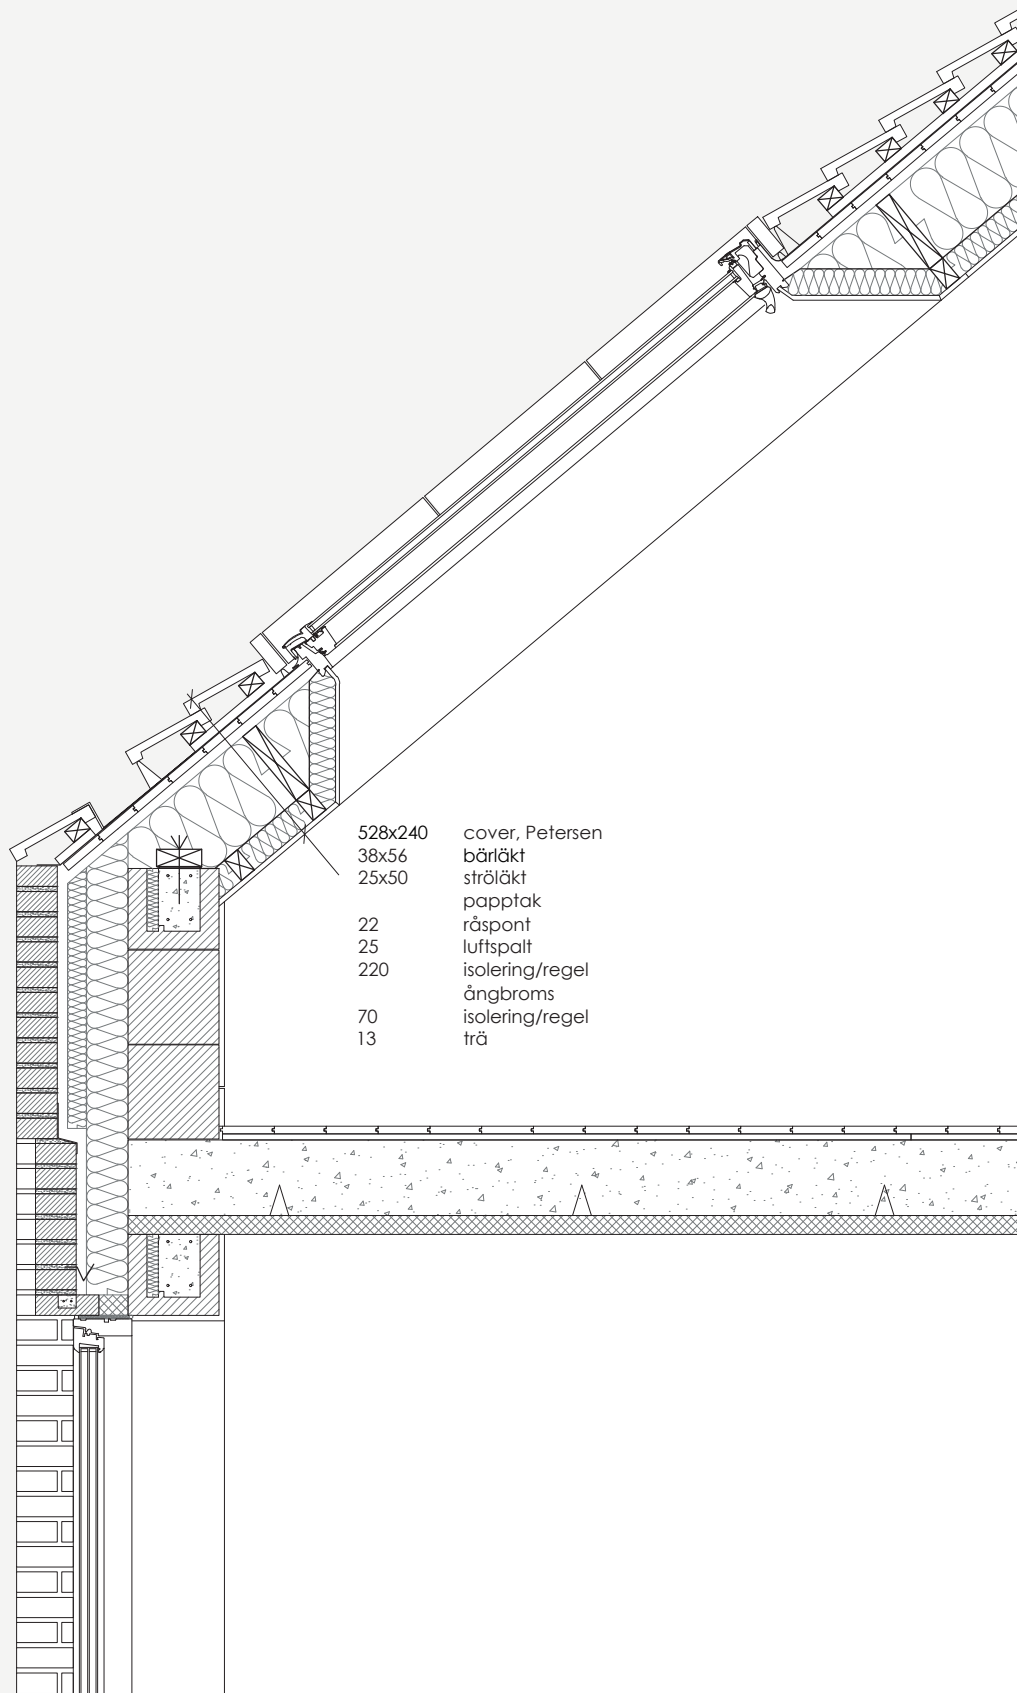 528x240 cover, Petersen
38x56 bärläkt
25x50 ströläkt
papptak
22 råspont
25 luftspalt
220 isolering/regel
ångbroms
70 isolering/regel
13 trä